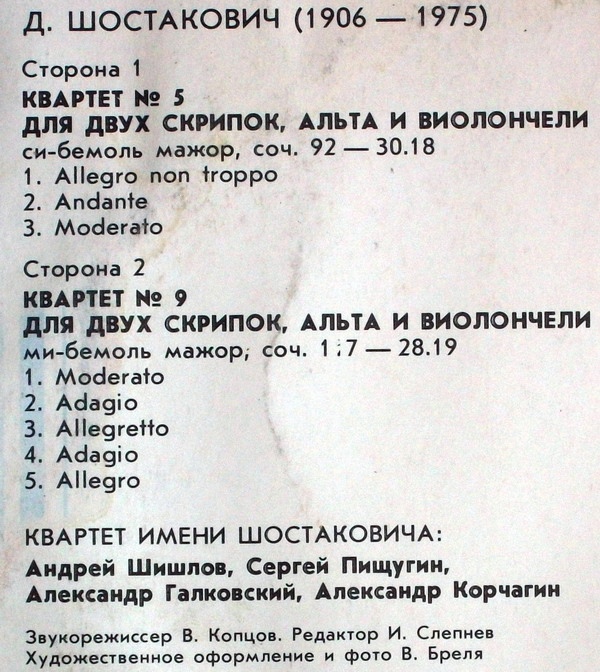 Д. ШОСТАКОВИЧ (1906 — 1975)
Сторона 1
КВАРТЕТ № 5
ДЛЯ ДВУХ СКРИПОК, АЛЬТА И ВИОЛОНЧЕЛИ
си-бемоль мажор, соч. 92 — 30.18
1. Allegro non troppo
2. Andante
3. Moderato
Сторона 2
КВАРТЕТ № 9
ДЛЯ ДВУХ СКРИПОК, АЛЬТА И ВИОЛОНЧЕЛИ
ми-бемоль мажор, соч. — 28.19
1. Moderato
2. Adagio
3. Allegretto
4. Adagio
5. Allegro
КВАРТЕТ ИМЕНИ ШОСТАКОВИЧА:
Андрей Шишлов, Сергей Пищугин,
Александр Галковский, Александр Корчагин
Звукорежиссер В. Копцов. Редактор И. Слепнев
Художественное оформление и фото В. Бреля